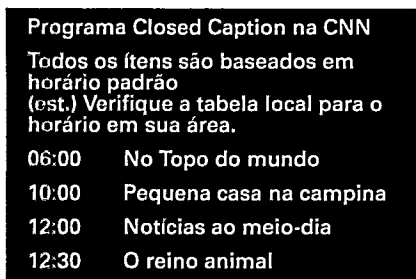 Programa Closed Caption na CNN
Todos os ítens são baseados em
horário padrão
(est.) Verifique a tabela local para o
horário em sua área.
06:00 No Topo do mundo
10:00 Pequena casa na campina
12:00 Notícias ao meio-dia
12:30 O reino animal